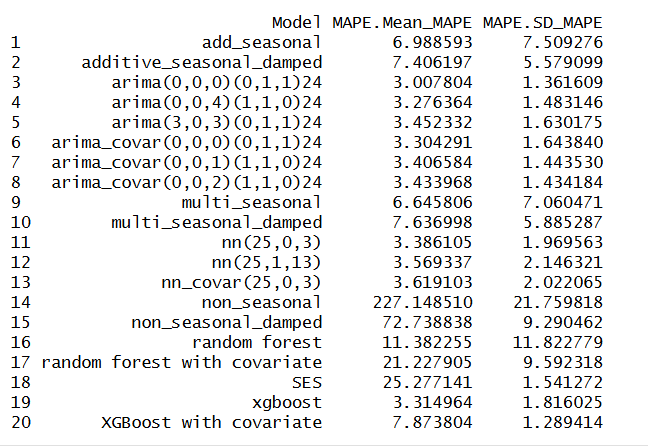 Model MAPE.Mean_MAPE MAPE.SD_MAPE
1 add_seasonal 6.988593 7.509276
2 additive_seasonal_damped 7.406197 5.579099
3 arima(0,0,0)(0,1,1)24 3.007804 1.361609
4 arima(0,0,4)(1,1,0)24 3.276364 1.483146
5 arima(3,0,3)(0,1,1)24 3.452332 1.630175
6 arima_covar(0,0,0)(0,1,1)24 3.304291 1.643840
7 arima_covar(0,0,1)(1,1,0)24 3.406584 1.443530
8 arima_covar(0,0,2)(1,1,0)24 3.433968 1.434184
9 multi_seasonal 6.645806 7.060471
10 multi_seasonal_damped 7.636998 5.885287
11 nn(25,0,3) 3.386105 1.969563
12 nn(25,1,13) 3.569337 2.146321
13 nn_covar(25,0,3) 3.619103 2.022065
14 non_seasonal 227.148510 21.759818
15 non_seasonal_damped 72.738838 9.290462
16 random forest 11.382255 11.822779
17 random forest with covariate 21.227905 9.592318
18 SES 25.277141 1.541272
19 xgboost 3.314964 1.816025
20 XGBoost with covariate 7.873804 1.289414